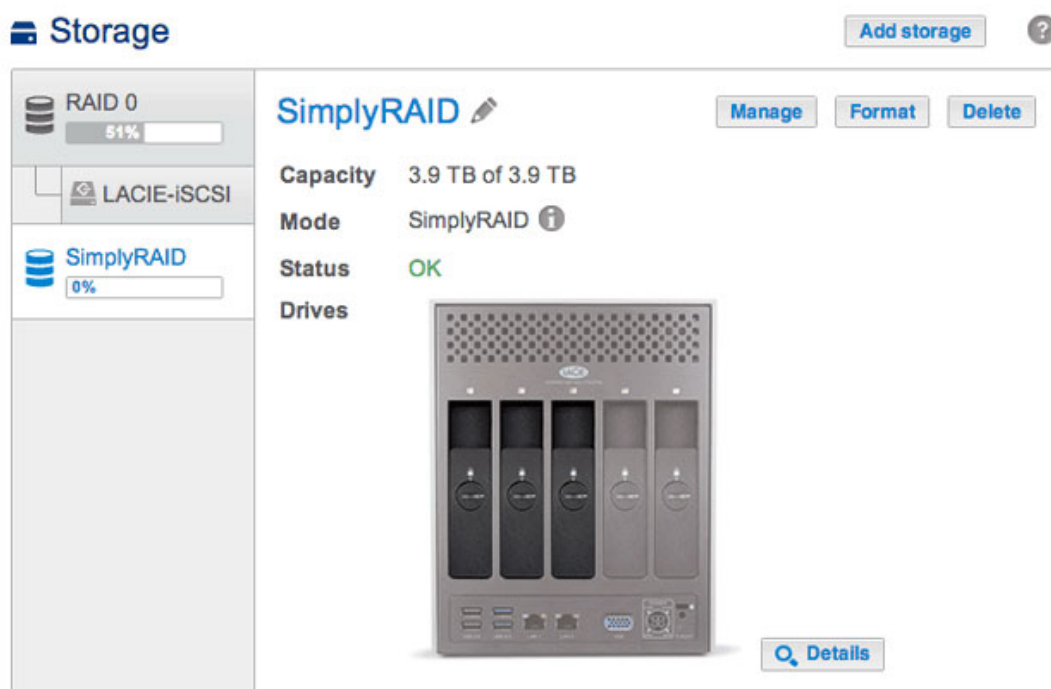 Storage
Add storage
?
RAID 0
51%
LACIE-iSCSI
SimplyRAID
0%
SimplyRAID
Manage
Format
Delete
Capacity 3.9 TB of 3.9 TB
Mode SimplyRAID i
Status OK
Drives
LACIE
Details